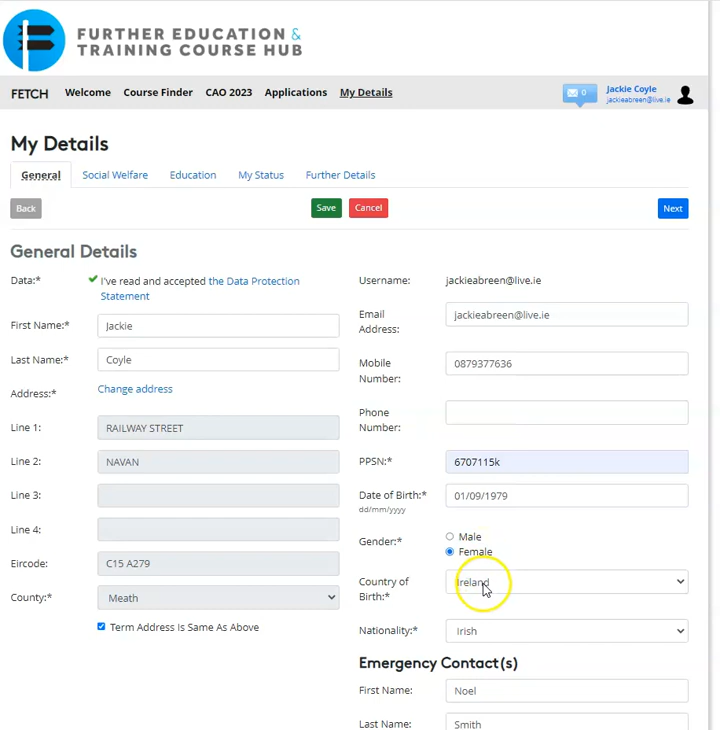 FURTHER EDUCATION &
TRAINING COURSE HUB
FETCH Welcome Course Finder CAO 2023 Applications My Details 0 Jackie Coyle
jackieabreen@live.ie
My Details
General Social Welfare Education My Status Further Details
Back Save Cancel Next
General Details
Data:* I've read and accepted the Data Protection
Statement
First Name:* Jackie
Last Name:* Coyle
Address:* Change address
Line 1: RAILWAY STREET
Line 2: NAVAN
Line 3:
Line 4:
Eircode: C15 A279
County:* Meath
Term Address Is Same As Above
Username: jackieabreen@live.ie
Email
Address: jackieabreen@live.ie
Mobile
Number: 0879377636
Phone
Number:
PPSN:* 6707115k
Date of Birth:* 01/09/1979
dd/mm/yyyy
Gender:* Male
Female
Country of
Birth:* Ireland
Nationality:* Irish
Emergency Contact(s)
First Name: Noel
Last Name: Smith